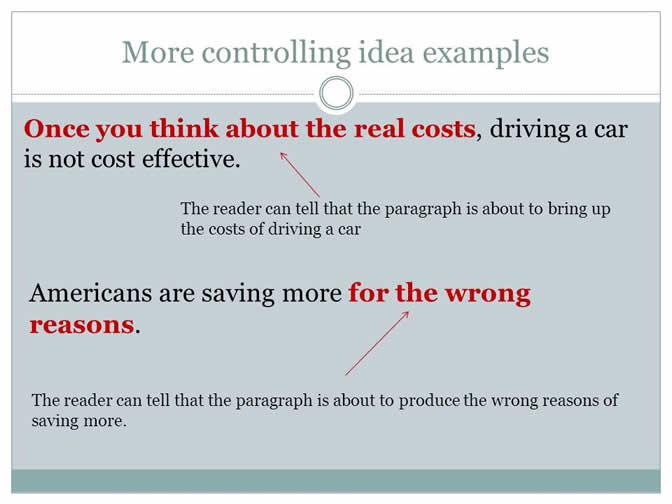 More controlling idea examples
Once you think about the real costs, driving a car
is not cost effective.
The reader can tell that the paragraph is about to bring up
the costs of driving a car
Americans are saving more for the wrong
reasons.
The reader can tell that the paragraph is about to produce the wrong reasons of
saving more.